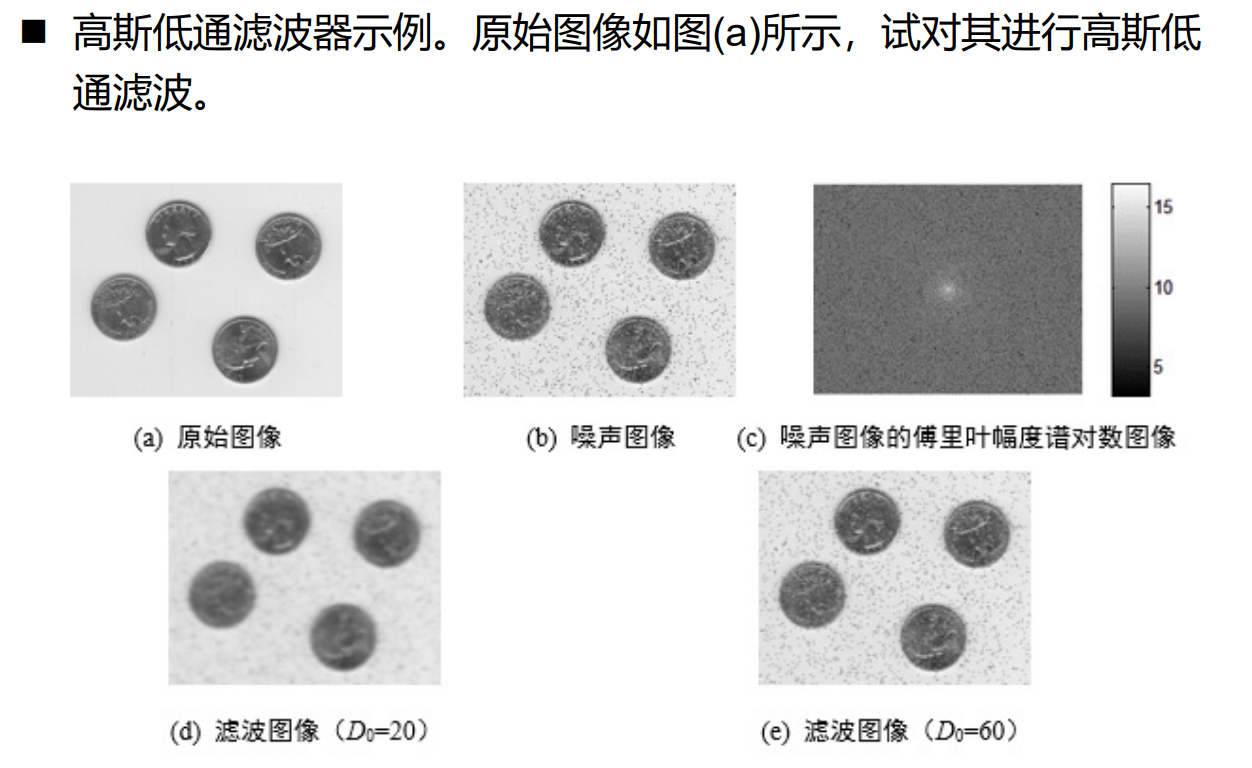 ■ 高斯低通滤波器示例。原始图像如图(a)所示，试对其进行高斯低
通滤波。
15
10
5
(a) 原始图像
(b) 噪声图像
(c) 噪声图像的傅里叶幅度谱对数图像
(d) 滤波图像（D₀=20）
(e) 滤波图像（D₀=60）